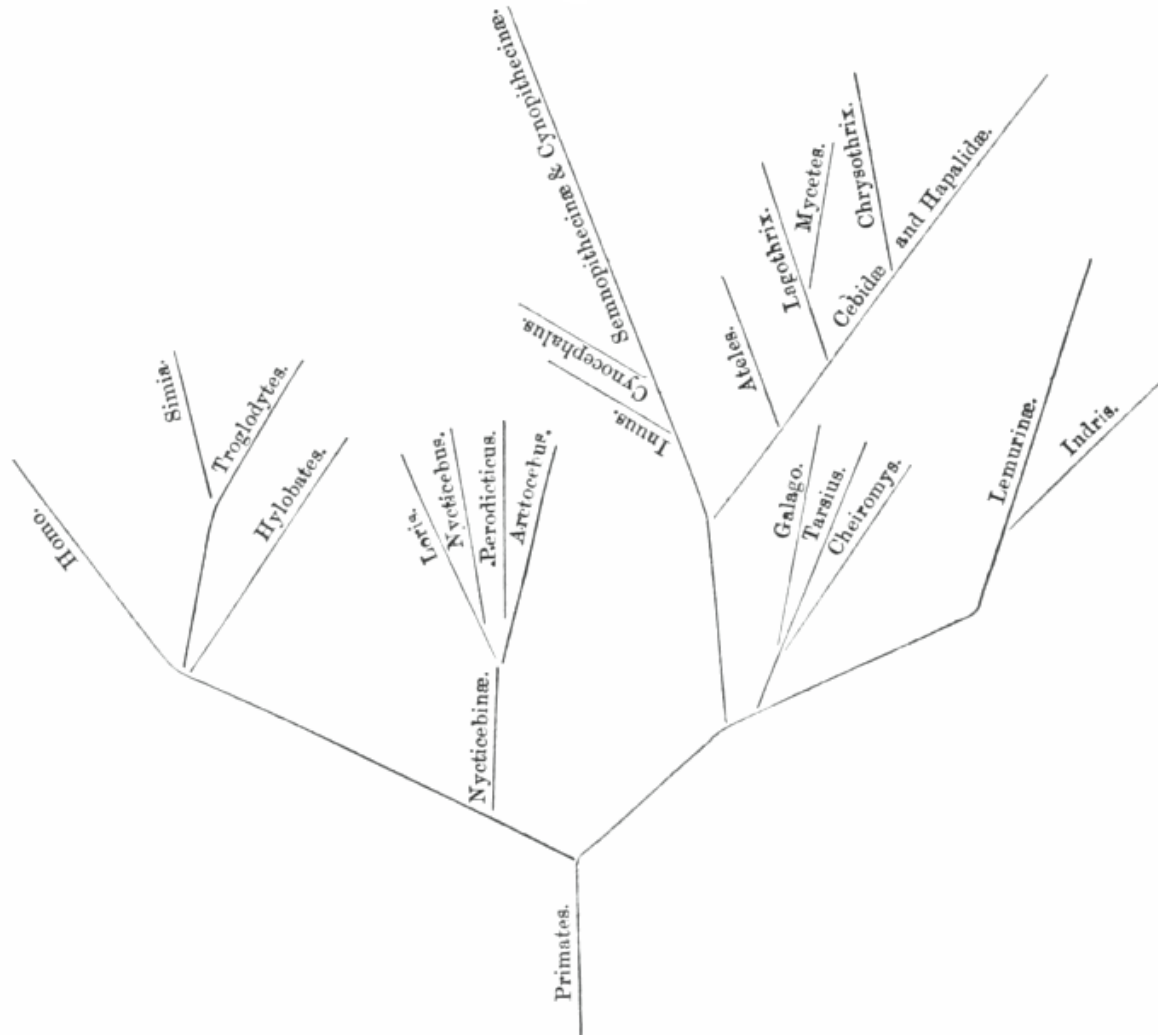 Semnopithecinæ & Cynopithecinæ.
Cynocephalus.
Inuus.
Ateles.
Lagothrix.
Mycetes.
Chrysothrix.
Cèbidæ and Hapalidæ.
Simia.
Troglodytes.
Hylobates.
Homo.
Loris.
Nycticebus.
Perodicticus.
Arctocebus.
Nycticebinæ.
Galago.
Tarsius.
Cheiromys.
Lemurinæ.
Indris.
Primates.